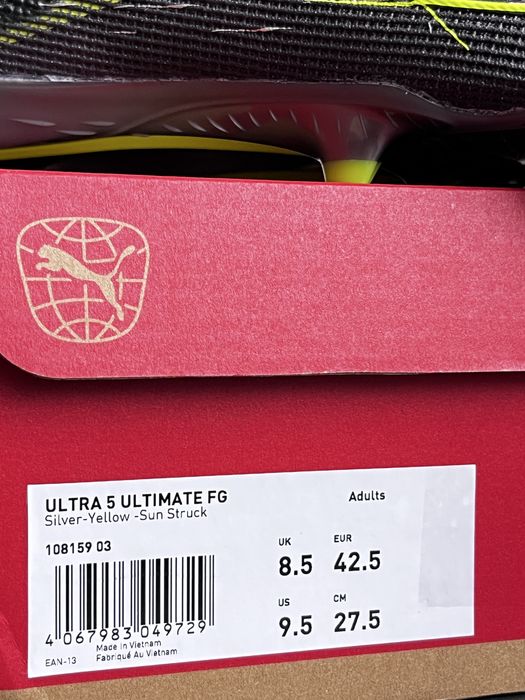 ULTRA 5 ULTIMATE FG
Adults
Silver-Yellow -Sun Struck
108159 03
UK
EUR
8.5
42.5
US
CM
9.5
27.5
4 067983 049729
Made in Vietnam
EAN-13
Fabriqué Au Vietnam